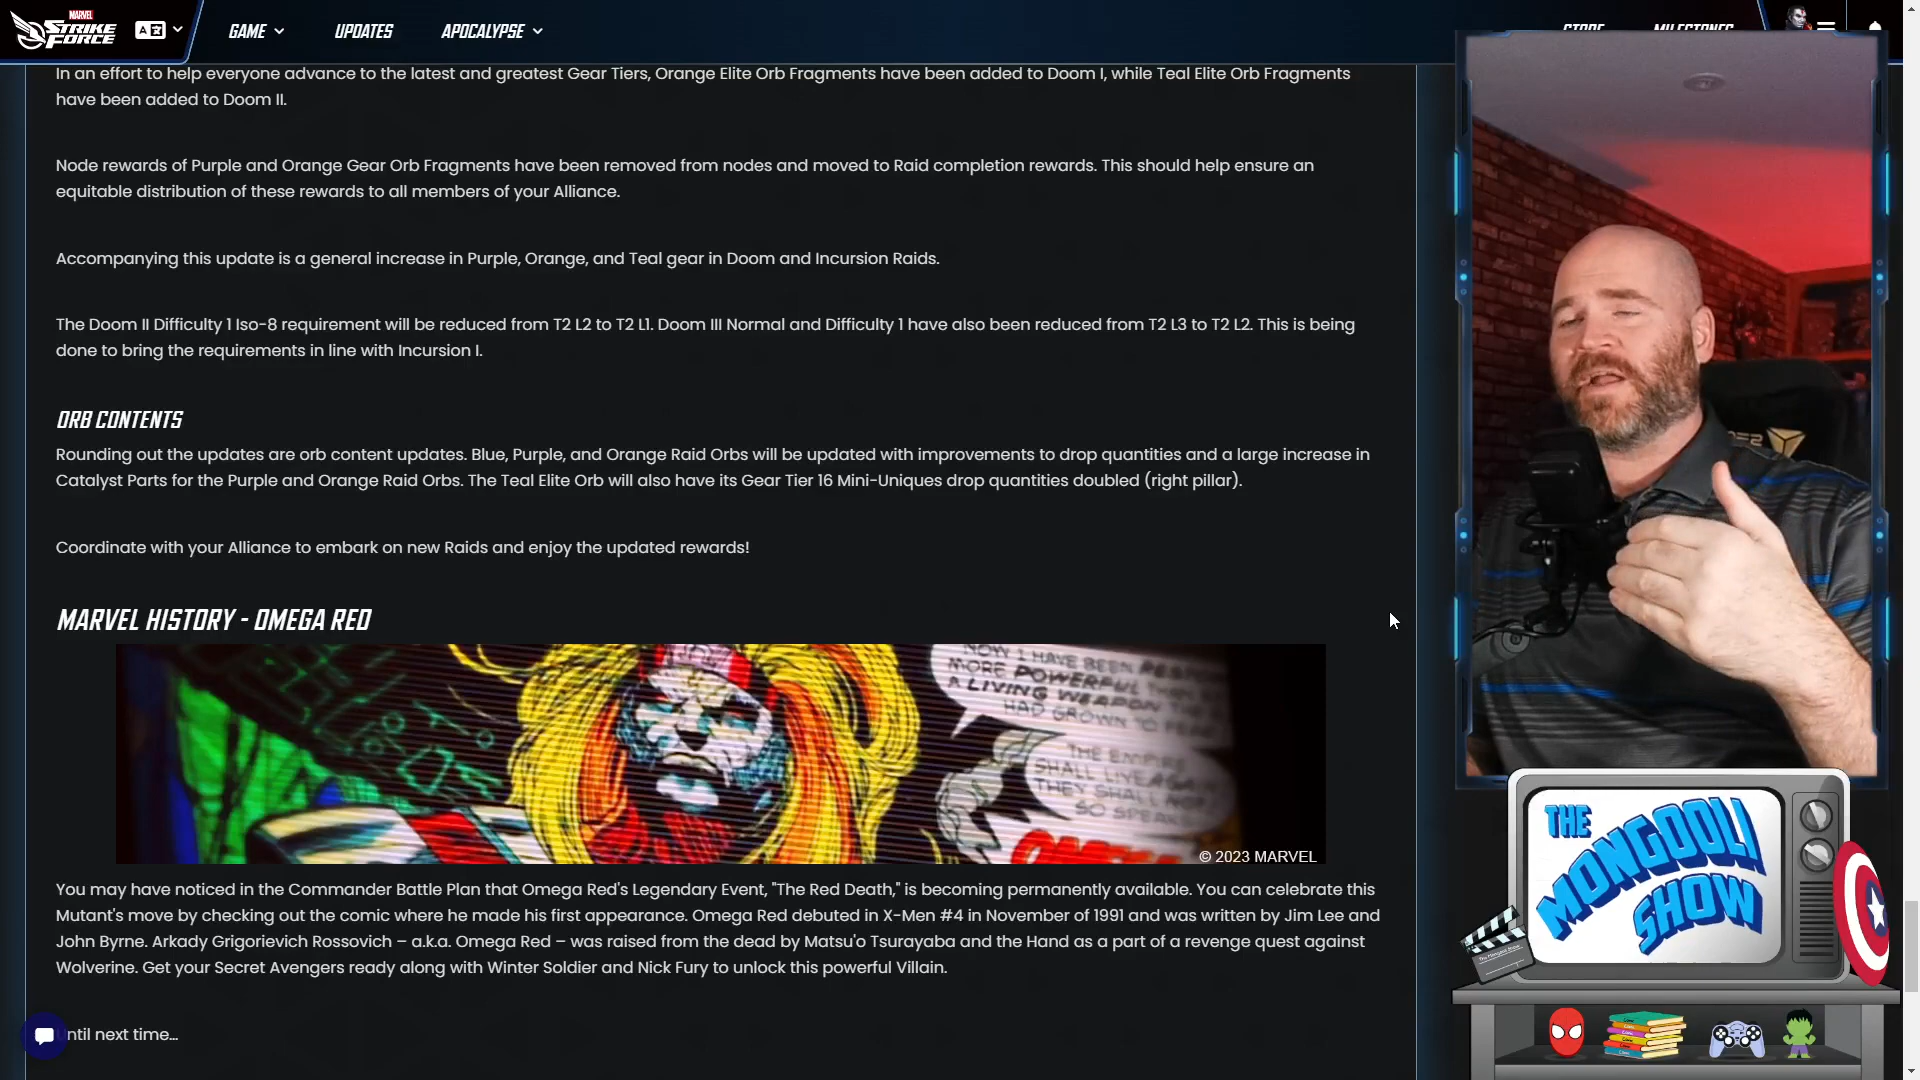 MARVEL
STRIKE
FORCE
GAME
UPDATES
APOCALYPSE
In an effort to help everyone advance to the latest and greatest Gear Tiers, Orange Elite Orb Fragments have been added to Doom I, while Teal Elite Orb Fragments
have been added to Doom II.
Node rewards of Purple and Orange Gear Orb Fragments have been removed from nodes and moved to Raid completion rewards. This should help ensure an
equitable distribution of these rewards to all members of your Alliance.
Accompanying this update is a general increase in Purple, Orange, and Teal gear in Doom and Incursion Raids.
The Doom II Difficulty 1 Iso-8 requirement will be reduced from T2 L2 to T2 L1. Doom III Normal and Difficulty 1 have also been reduced from T2 L3 to T2 L2. This is being
done to bring the requirements in line with Incursion I.
ORB CONTENTS
Rounding out the updates are orb content updates. Blue, Purple, and Orange Raid Orbs will be updated with improvements to drop quantities and a large increase in
Catalyst Parts for the Purple and Orange Raid Orbs. The Teal Elite Orb will also have its Gear Tier 16 Mini-Uniques drop quantities doubled (right pillar).
Coordinate with your Alliance to embark on new Raids and enjoy the updated rewards!
MARVEL HISTORY - OMEGA RED
NOW I HAVE BEEN
MORE POWERFUL
A LIVING WEAPON
HAD GROWN TO
THE EMPIRE
SHALL LIVE
THEY SHALL NOT
SO SPEAK
© 2023 MARVEL
You may have noticed in the Commander Battle Plan that Omega Red's Legendary Event, "The Red Death," is becoming permanently available. You can celebrate this
Mutant's move by checking out the comic where he made his first appearance. Omega Red debuted in X-Men #4 in November of 1991 and was written by Jim Lee and
John Byrne. Arkady Grigorievich Rossovich – a.k.a. Omega Red – was raised from the dead by Matsu'o Tsurayaba and the Hand as a part of a revenge quest against
Wolverine. Get your Secret Avengers ready along with Winter Soldier and Nick Fury to unlock this powerful Villain.
Until next time...
THE
MONGOOLI
SHOW